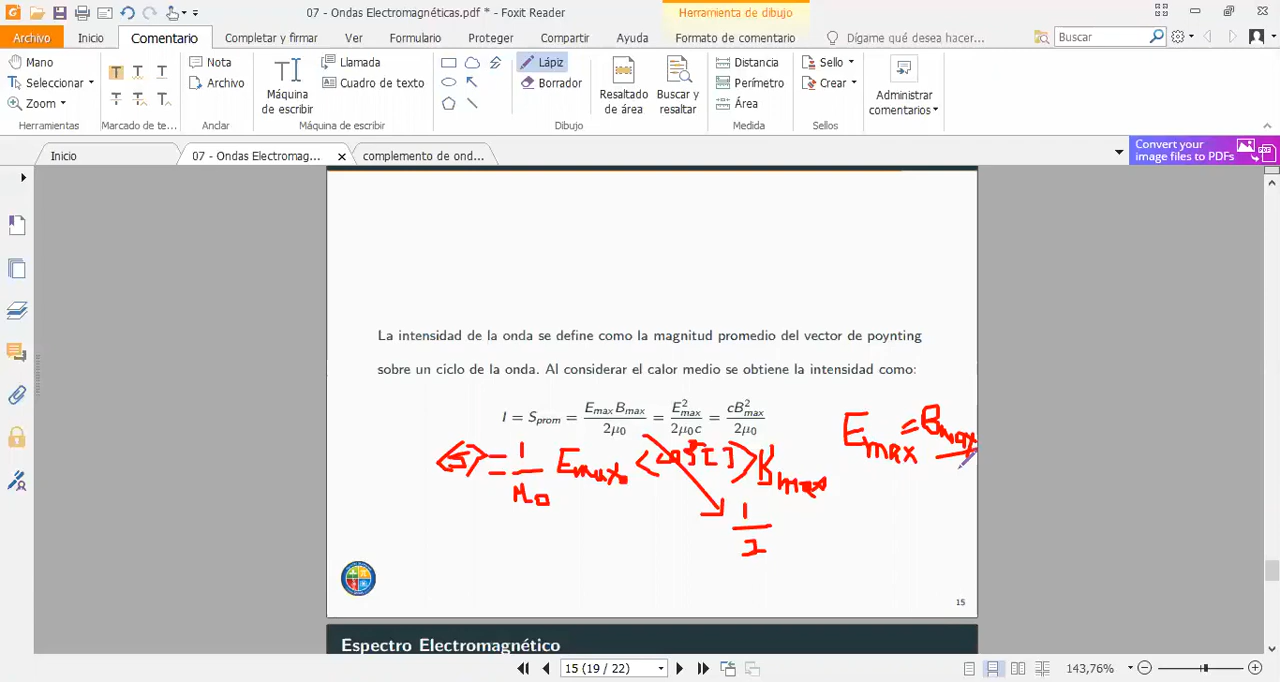 07 - Ondas Electromagnéticas.pdf * - Foxit Reader
Herramienta de dibujo
Archivo Inicio Comentario Completar y firmar Ver Formulario Proteger Compartir Ayuda Formato de comentario Dígame qué desea hacer... Buscar
Mano
Seleccionar
Zoom
Herramientas
T T T
T T T
Marcado de te...
Nota
Archivo
Anclar
Máquina de escribir
Llamada
Cuadro de texto
Máquina de escribir
Lápiz
Borrador
Dibujo
Resaltado de área
Buscar y resaltar
Distancia
Perímetro
Área
Medida
Sello
Crear
Sellos
Administrar comentarios
Comentarios
Inicio
07 - Ondas Electromag...
complemento de ond...
Convert your
image files to PDFs
La intensidad de la onda se define como la magnitud promedio del vector de poynting
sobre un ciclo de la onda. Al considerar el calor medio se obtiene la intensidad como:
I = S_prom = E_max B_max / 2μ₀ = E²_max / 2μ₀c = cB²_max / 2μ₀
E_max = B_max
<S> = 1/μ₀ E_max <cos²[ ]> B_max
1/2
15
Espectro Electromagnético
15 (19 / 22)
143,76%